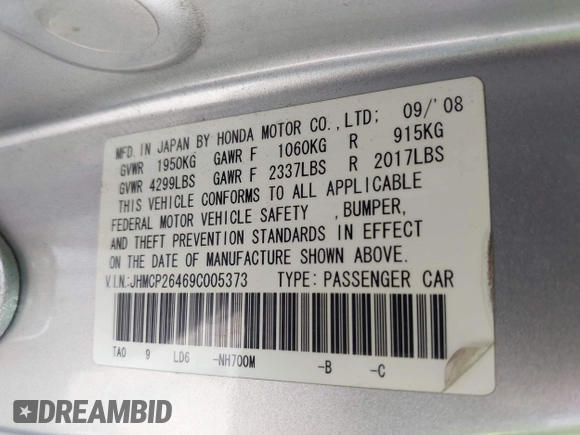 MFD. IN JAPAN BY HONDA MOTOR CO.,LTD; 09/'08
GVWR 1950KG GAWR F 1060KG R 915KG
GVWR 4299LBS GAWR F 2337LBS R 2017LBS
THIS VEHICLE CONFORMS TO ALL APPLICABLE
FEDERAL MOTOR VEHICLE SAFETY ,BUMPER,
AND THEFT PREVENTION STANDARDS IN EFFECT
ON THE DATE OF MANUFACTURE SHOWN ABOVE.
V.I.N.:JHMCP26469C005373 TYPE: PASSENGER CAR
TA0 9 LD6 -NH700M -B -C
DREAMBID